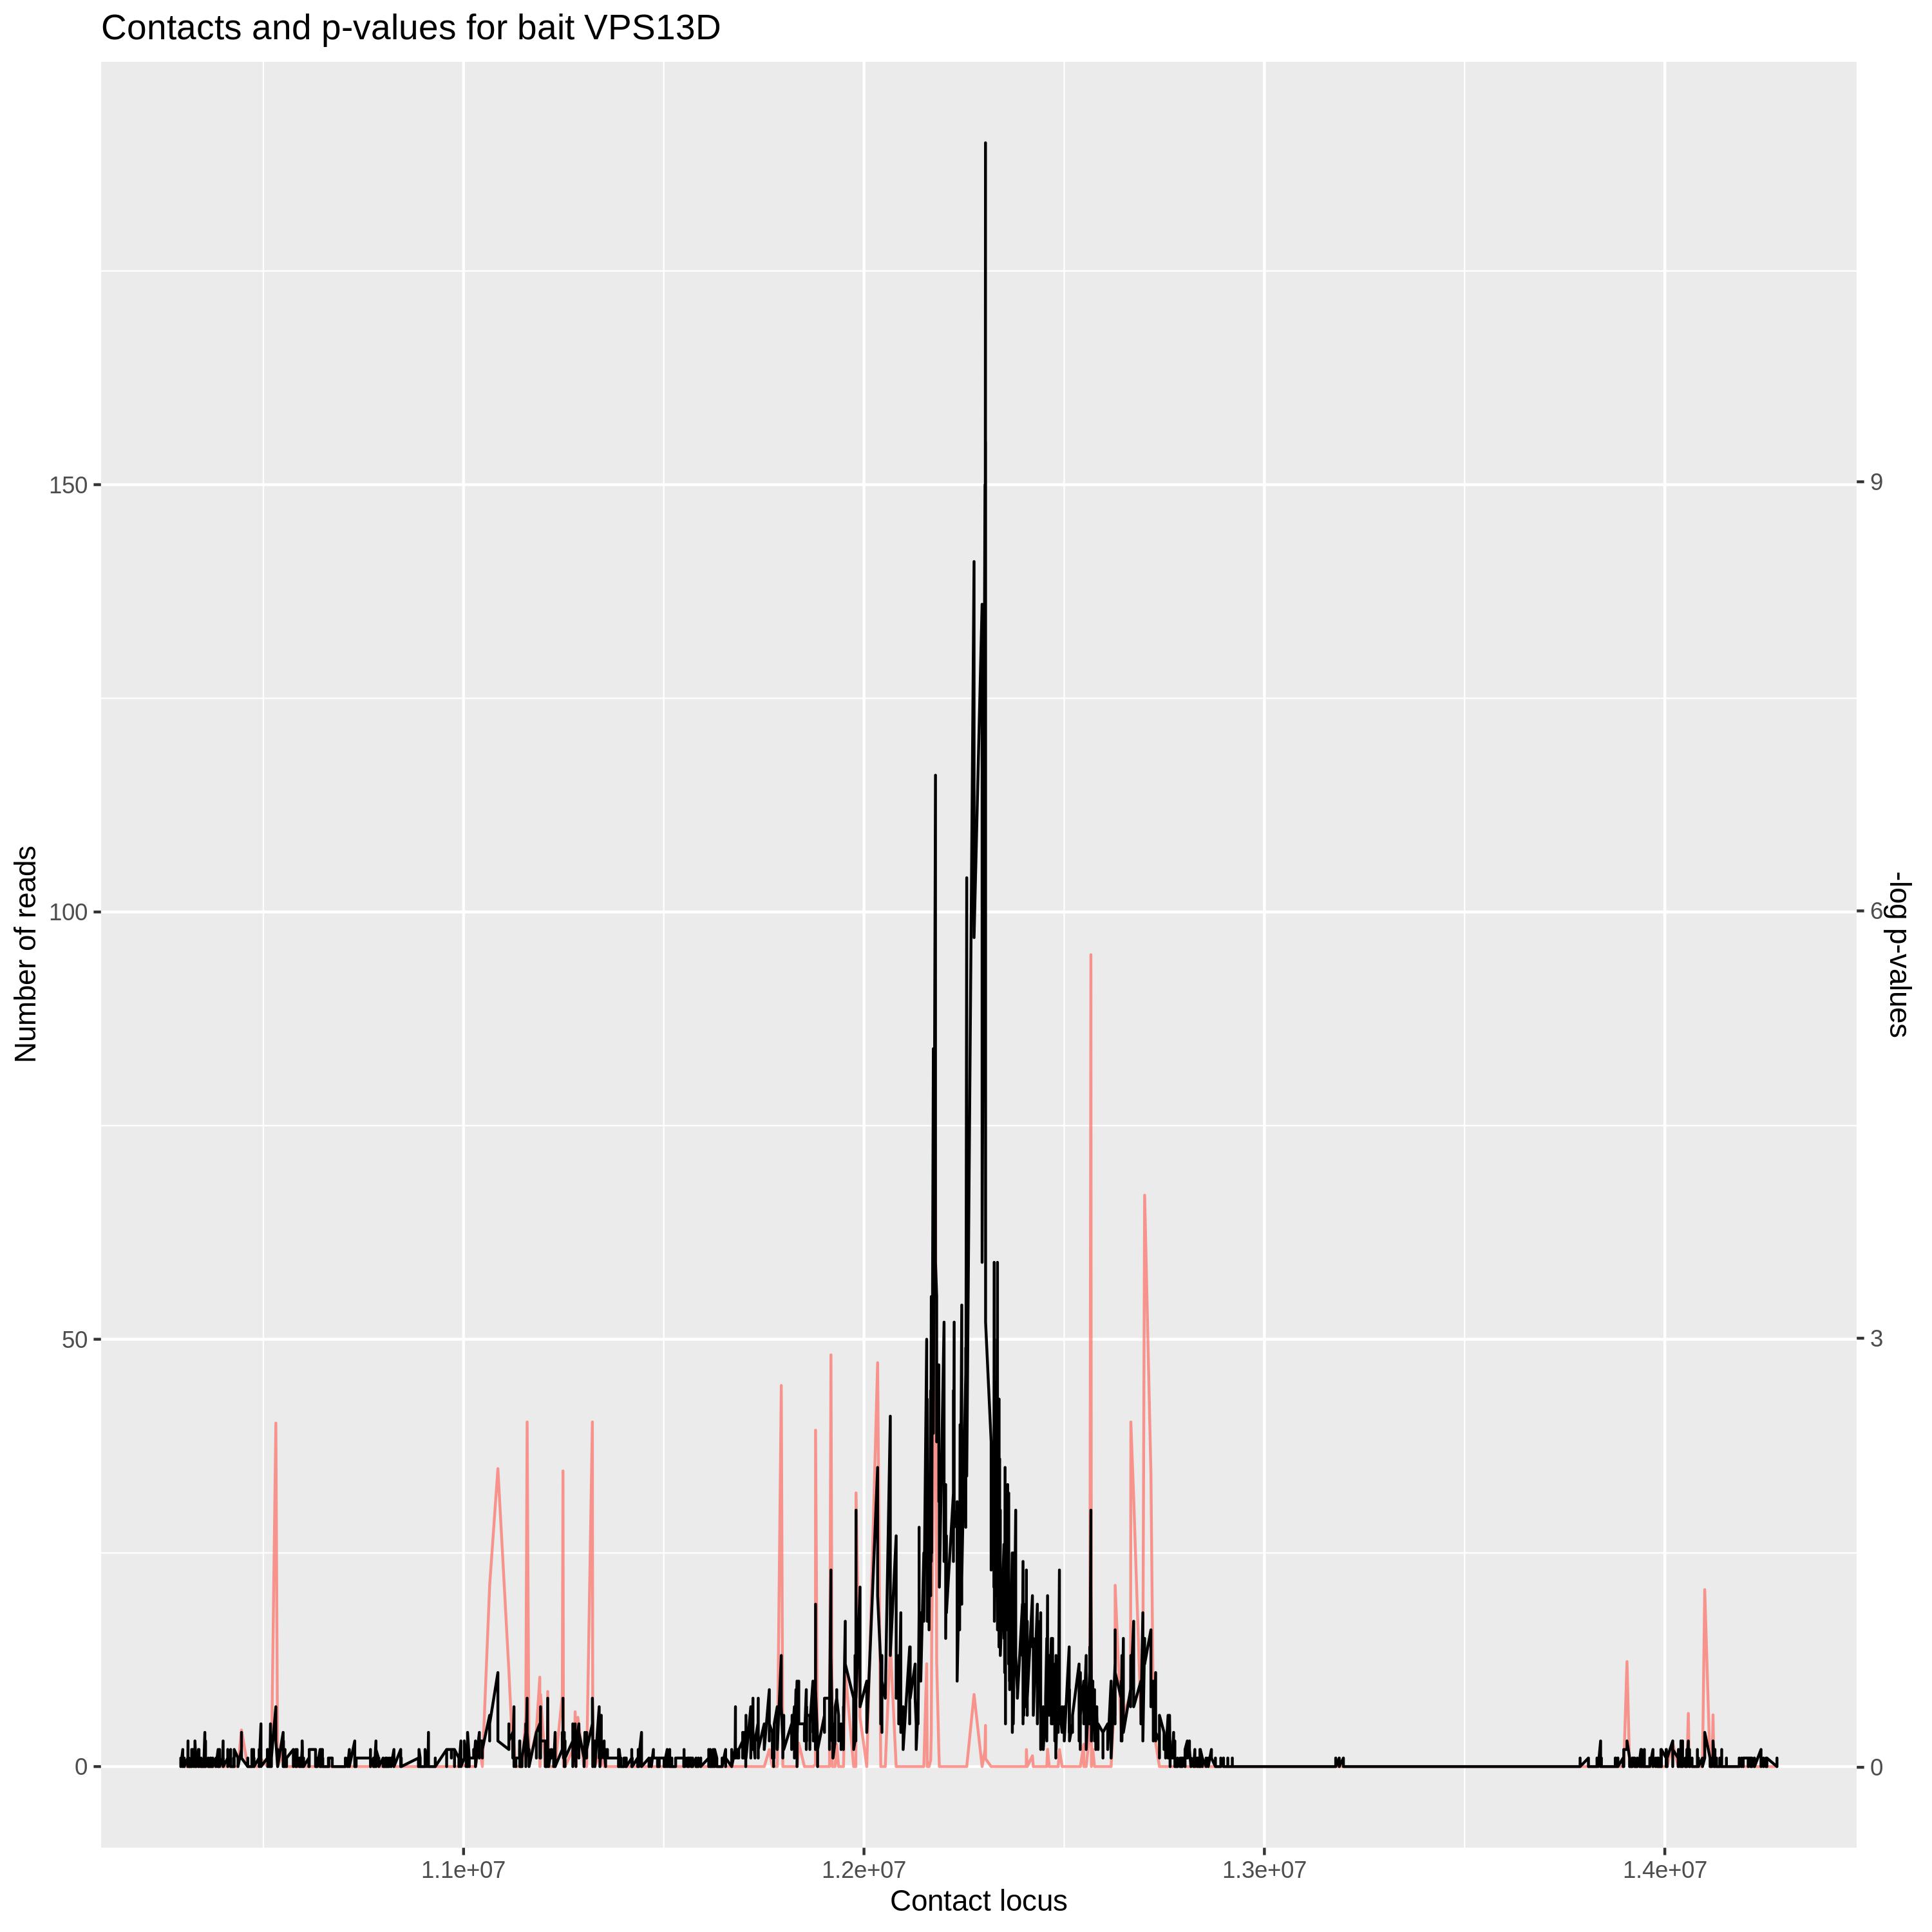 Contacts and p-values for bait VPS13D
Number of reads
150
100
50
0
9
6
3
0
-log p-values
1.1e+07
1.2e+07
1.3e+07
1.4e+07
Contact locus